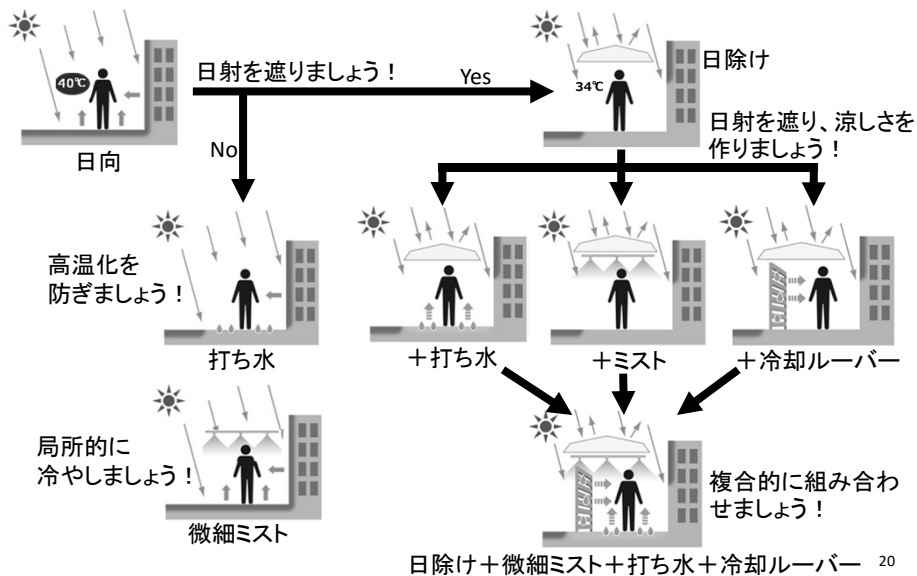 40℃
日向
日射を遮りましょう！
Yes
No
34℃
日除け
日射を遮り、涼しさを
作りましょう！
高温化を
防ぎましょう！
打ち水
＋打ち水
＋ミスト
＋冷却ルーバー
局所的に
冷やしましょう！
微細ミスト
複合的に組み合わ
せましょう！
日除け＋微細ミスト＋打ち水＋冷却ルーバー
20